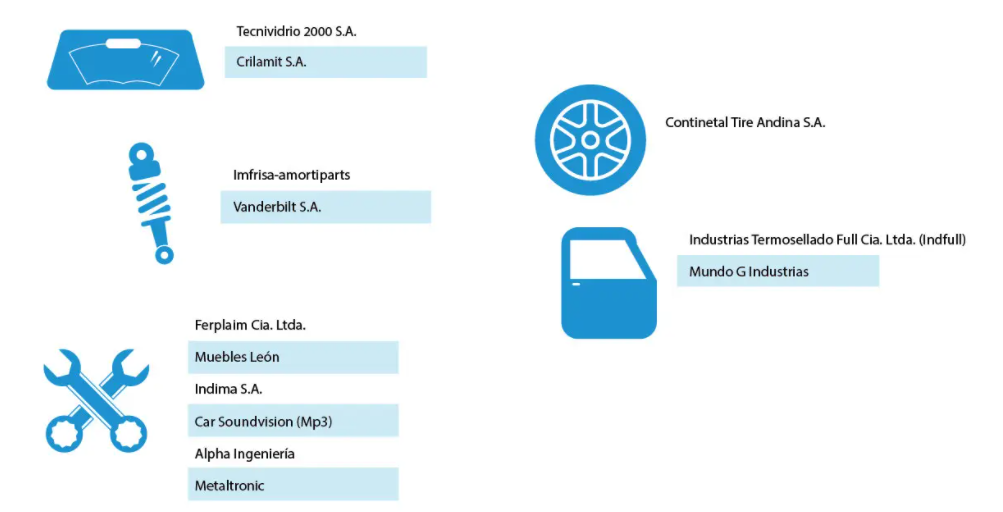 Tecnividrio 2000 S.A.
Crilamit S.A.
Imfrisa-amortiparts
Vanderbilt S.A.
Ferplaim Cia. Ltda.
Muebles León
Indima S.A.
Car Soundvision (Mp3)
Alpha Ingeniería
Metaltronic
Continetal Tire Andina S.A.
Industrias Termosellado Full Cia. Ltda. (Indfull)
Mundo G Industrias